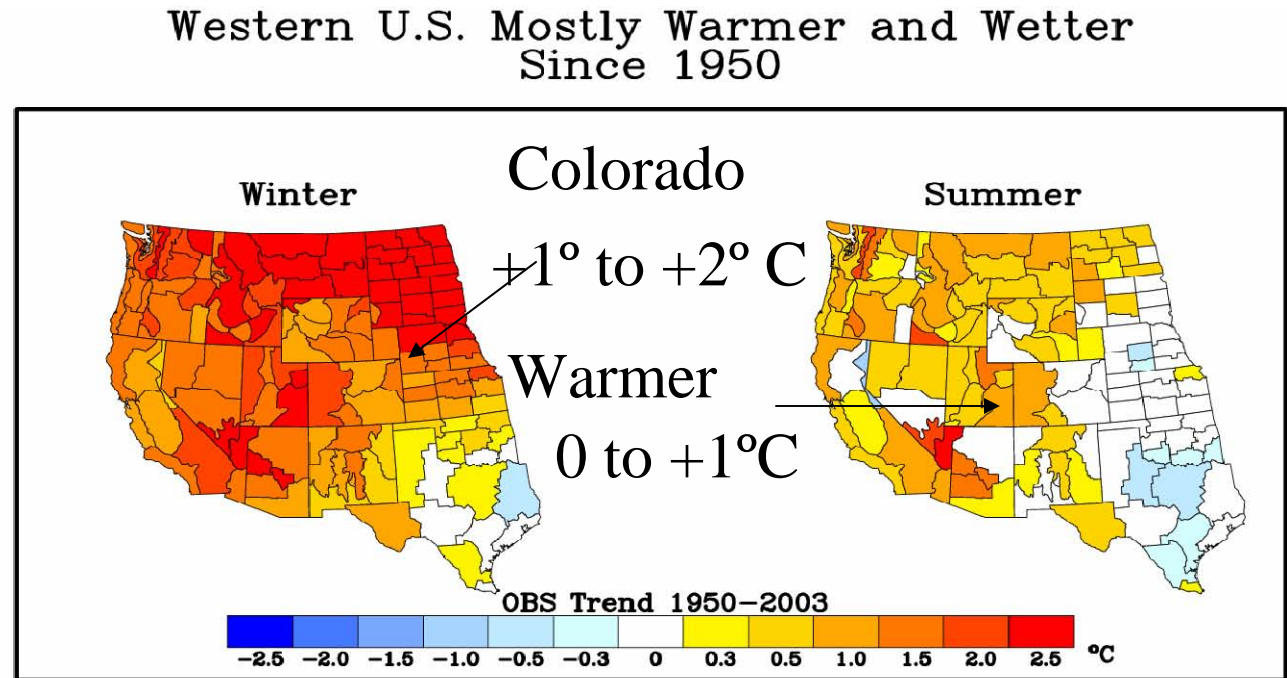 Western U.S. Mostly Warmer and Wetter
Since 1950
Colorado
Winter
Summer
+1º to +2º C
Warmer
0 to +1ºC
OBS Trend 1950-2003
-2.5 -2.0 -1.5 -1.0 -0.5 -0.3 0 0.3 0.5 1.0 1.5 2.0 2.5 ºC